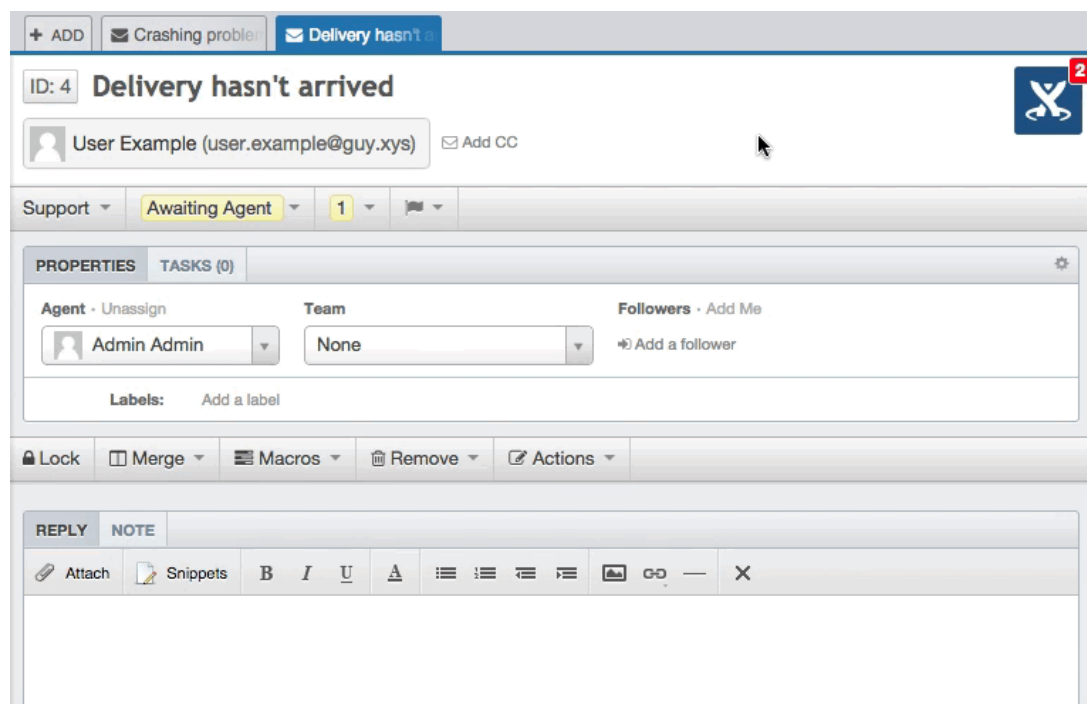 + ADD Crashing problem Delivery hasn't a
ID: 4 Delivery hasn't arrived
2
User Example (user.example@guy.xys) Add CC
Support Awaiting Agent 1
PROPERTIES TASKS (0)
Agent · Unassign Team Followers · Add Me
Admin Admin None Add a follower
Labels: Add a label
Lock Merge Macros Remove Actions
REPLY NOTE
Attach Snippets B I U A